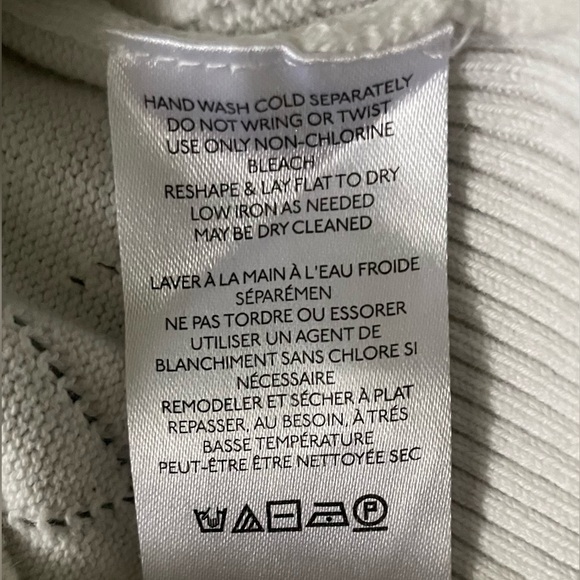 HAND WASH COLD SEPARATELY
DO NOT WRING OR TWIST
USE ONLY NON-CHLORINE
BLEACH
RESHAPE & LAY FLAT TO DRY
LOW IRON AS NEEDED
MAY BE DRY CLEANED
LAVER À LA MAIN À L'EAU FROIDE
SÉPARÉMEN
NE PAS TORDRE OU ESSORER
UTILISER UN AGENT DE
BLANCHIMENT SANS CHLORE SI
NÉCESSAIRE
REMODELER ET SÉCHER À PLAT
REPASSER, AU BESOIN, À TRÉS
BASSE TEMPÉRATURE
PEUT-ÊTRE ÊTRE NETTOYÉE SEC
P